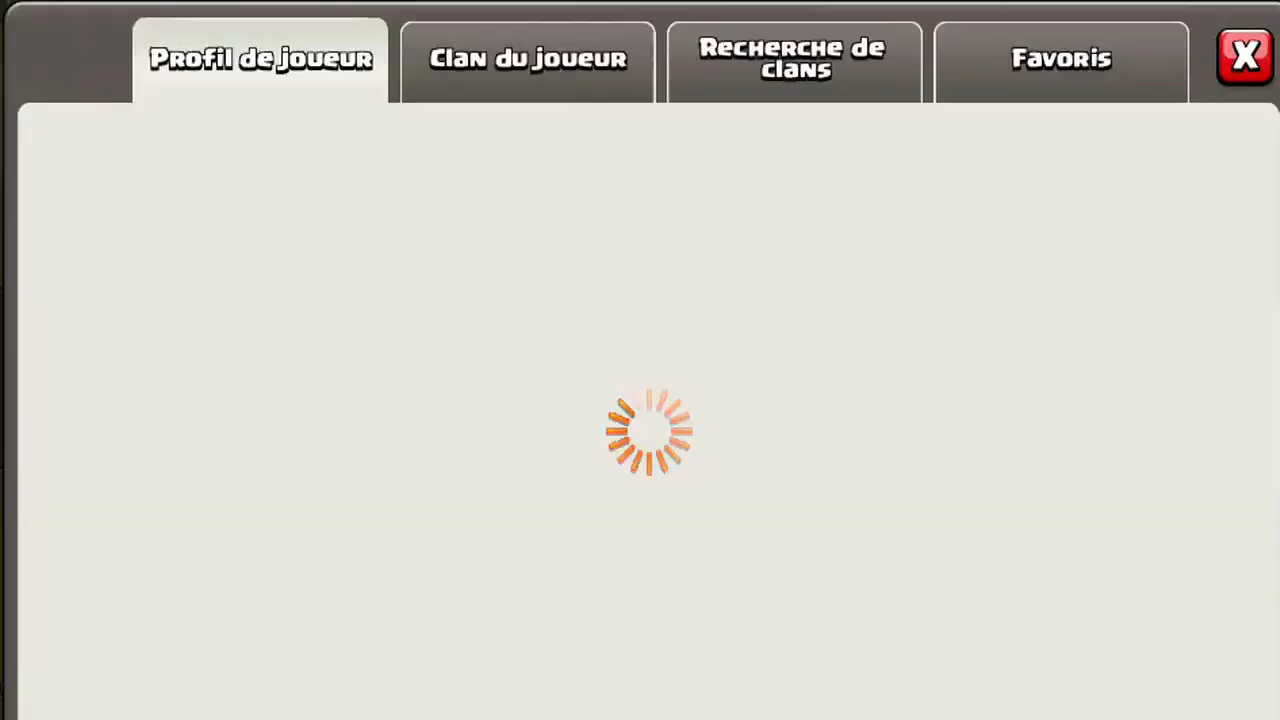 Profil de joueur
Clan du joueur
Recherche de
clans
Favoris
X